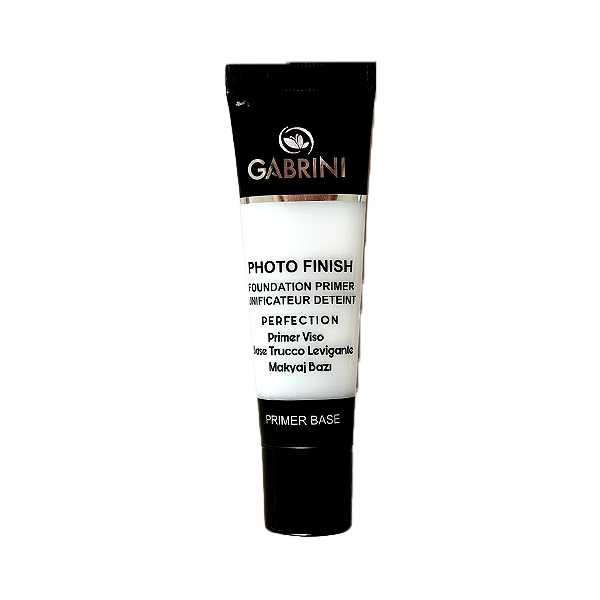 GABRINI
PHOTO FINISH
FOUNDATION PRIMER
UNIFICATEUR DETEINT
PERFECTION
Primer Viso
Base Trucco Levigante
Makyaj Bazı
PRIMER BASE